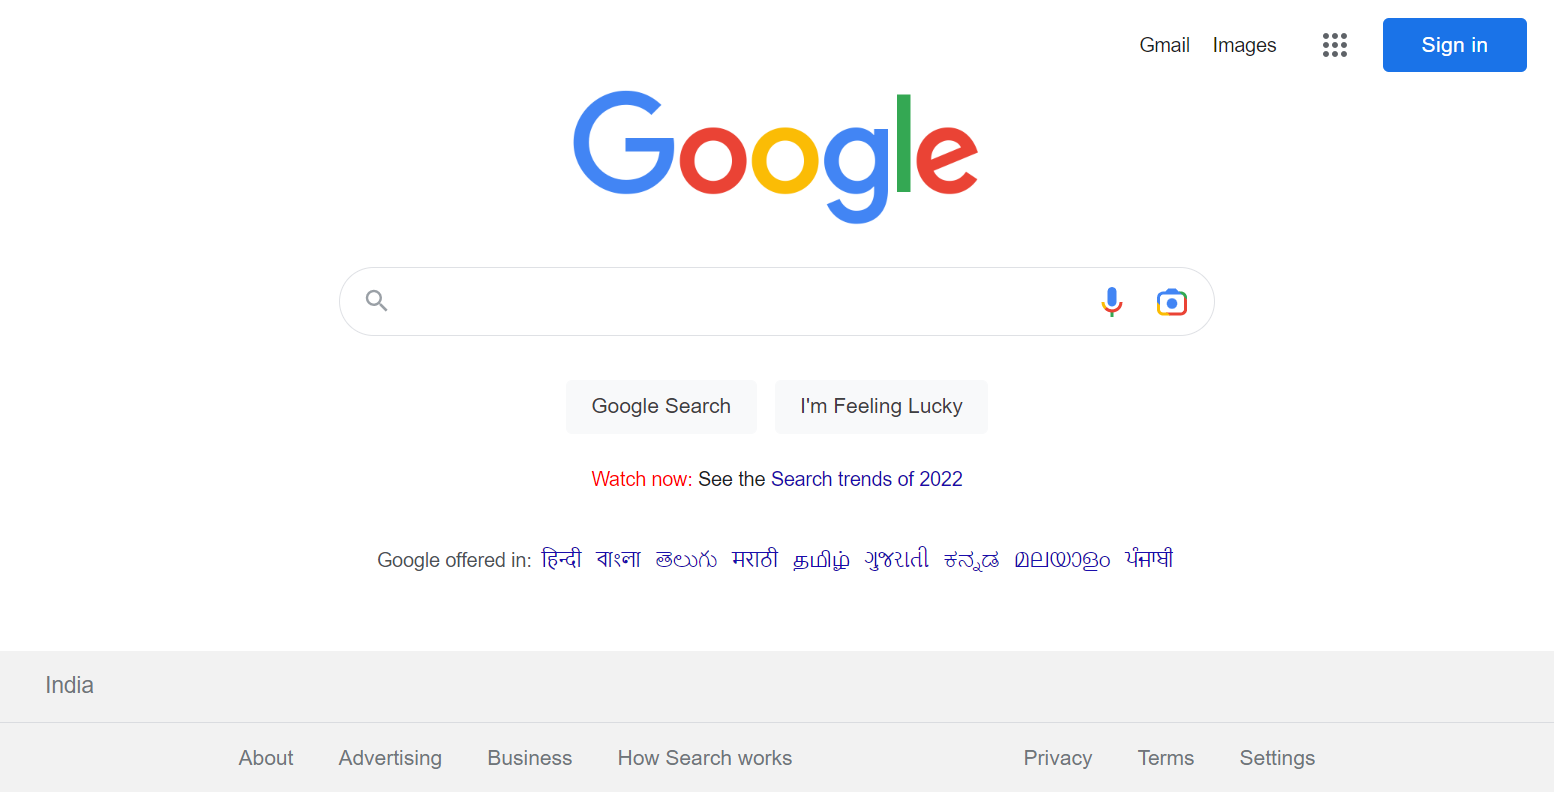 Gmail Images Sign in
Google
Google Search I'm Feeling Lucky
Watch now: See the Search trends of 2022
Google offered in: हिन्दी বাংলা తెలుగు मराठी தமிழ் ગુજરાતી ಕನ್ನಡ മലയാളം ਪੰਜਾਬੀ
India
About Advertising Business How Search works Privacy Terms Settings